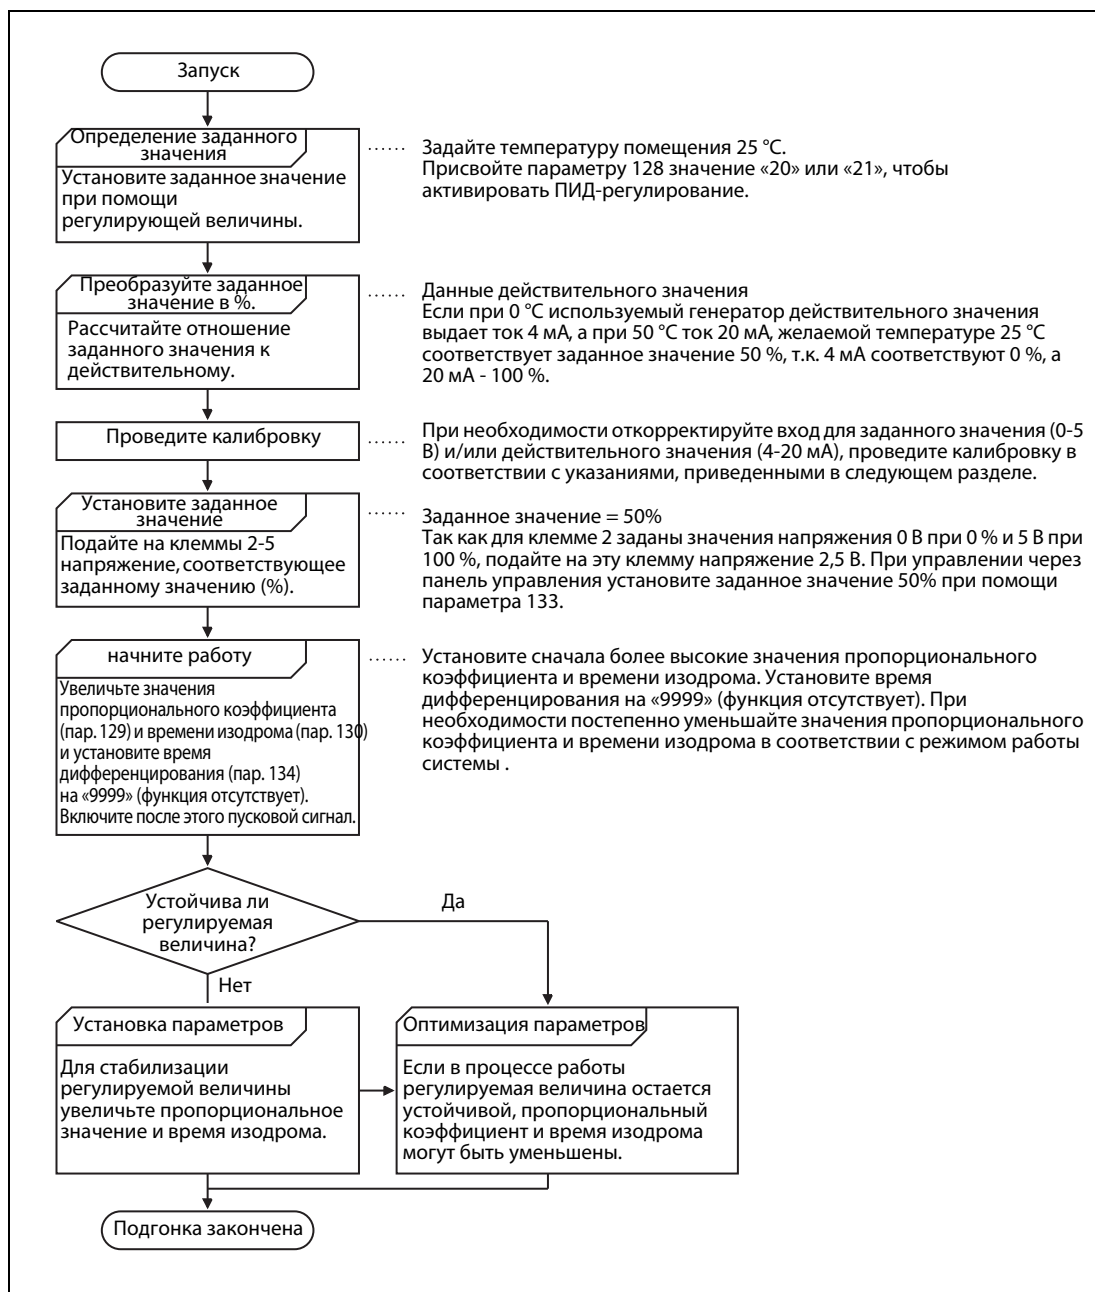 Запуск
Определение заданного
значения
Установите заданное значение
при помощи
регулирующей величины.
...... Задайте температуру помещения 25 °C.
Присвойте параметру 128 значение «20» или «21», чтобы
активировать ПИД-регулирование.
Преобразуйте заданное
значение в %.
Рассчитайте отношение
заданного значения к
действительному.
...... Данные действительного значения
Если при 0 °C используемый генератор действительного значения
выдает ток 4 мА, а при 50 °C ток 20 мА, желаемой температуре 25 °C
соответствует заданное значение 50 %, т.к. 4 мА соответствуют 0 %, а
20 мА - 100 %.
Проведите калибровку
...... При необходимости откорректируйте вход для заданного значения (0-5
В) и/или действительного значения (4-20 мА), проведите калибровку в
соответствии с указаниями, приведенными в следующем разделе.
Установите заданное
значение
Подайте на клеммы 2-5
напряжение, соответствующее
заданному значению (%).
...... Заданное значение = 50%
Так как для клемме 2 заданы значения напряжения 0 В при 0 % и 5 В при
100 %, подайте на эту клемму напряжение 2,5 В. При управлении через
панель управления установите заданное значение 50% при помощи
параметра 133.
начните работу
Увеличьте значения
пропорционального коэффициента
(пар. 129) и времени изодрома (пар. 130)
и установите время
дифференцирования (пар. 134)
на «9999» (функция отсутствует).
Включите после этого пусковой сигнал.
...... Установите сначала более высокие значения пропорционального
коэффициента и времени изодрома. Установите время
дифференцирования на «9999» (функция отсутствует). При
необходимости постепенно уменьшайте значения пропорционального
коэффициента и времени изодрома в соответствии с режимом работы
системы .
Устойчива ли
регулируемая
величина?
Да
Нет
Установка параметров
Для стабилизации
регулируемой величины
увеличьте пропорциональное
значение и время изодрома.
Оптимизация параметров
Если в процессе работы
регулируемая величина остается
устойчивой, пропорциональный
коэффициент и время изодрома
могут быть уменьшены.
Подгонка закончена